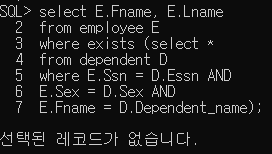 SQL> select E.Fname, E.Lname
2 from employee E
3 where exists (select *
4 from dependent D
5 where E.Ssn = D.Essn AND
6 E.Sex = D.Sex AND
7 E.Fname = D.Dependent_name);
선택된 레코드가 없습니다.